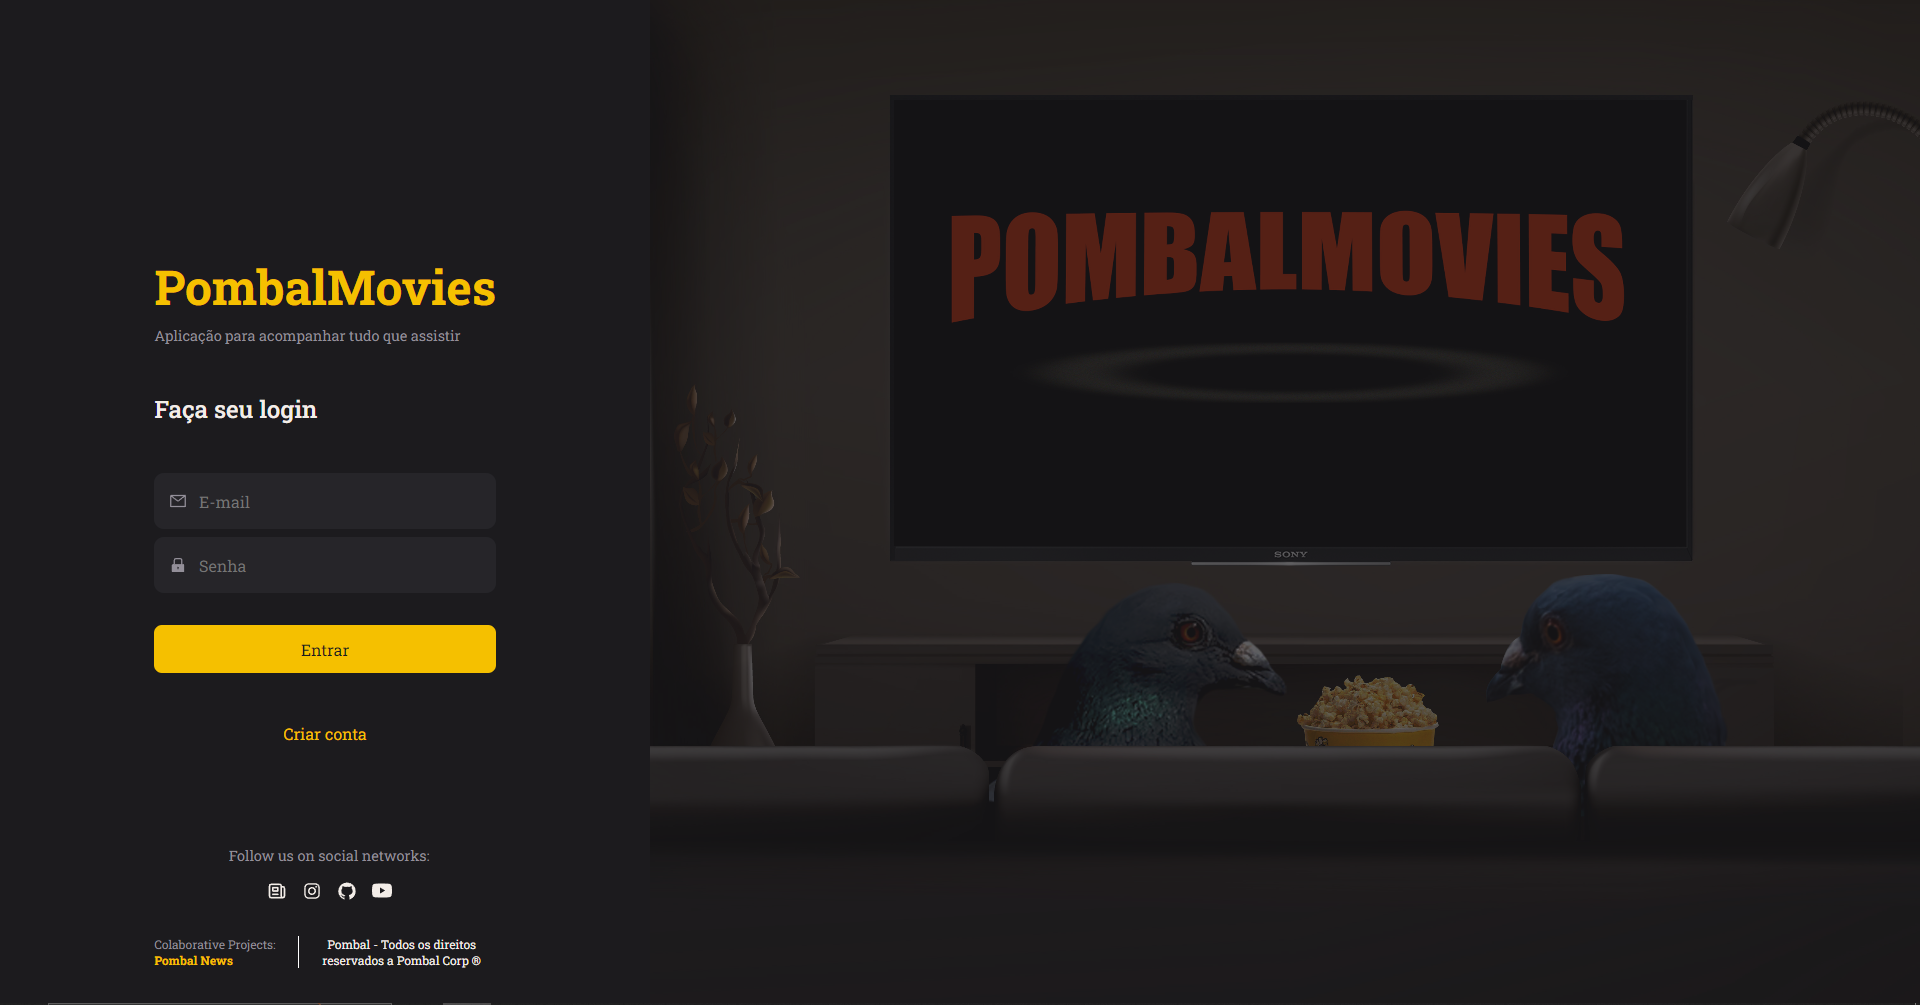 PombalMovies
Aplicação para acompanhar tudo que assistir
Faça seu login
E-mail
Senha
Entrar
Criar conta
Follow us on social networks:
Colaborative Projects:
Pombal News
Pombal - Todos os direitos
reservados a Pombal Corp ®
POMBALMOVIES
SONY